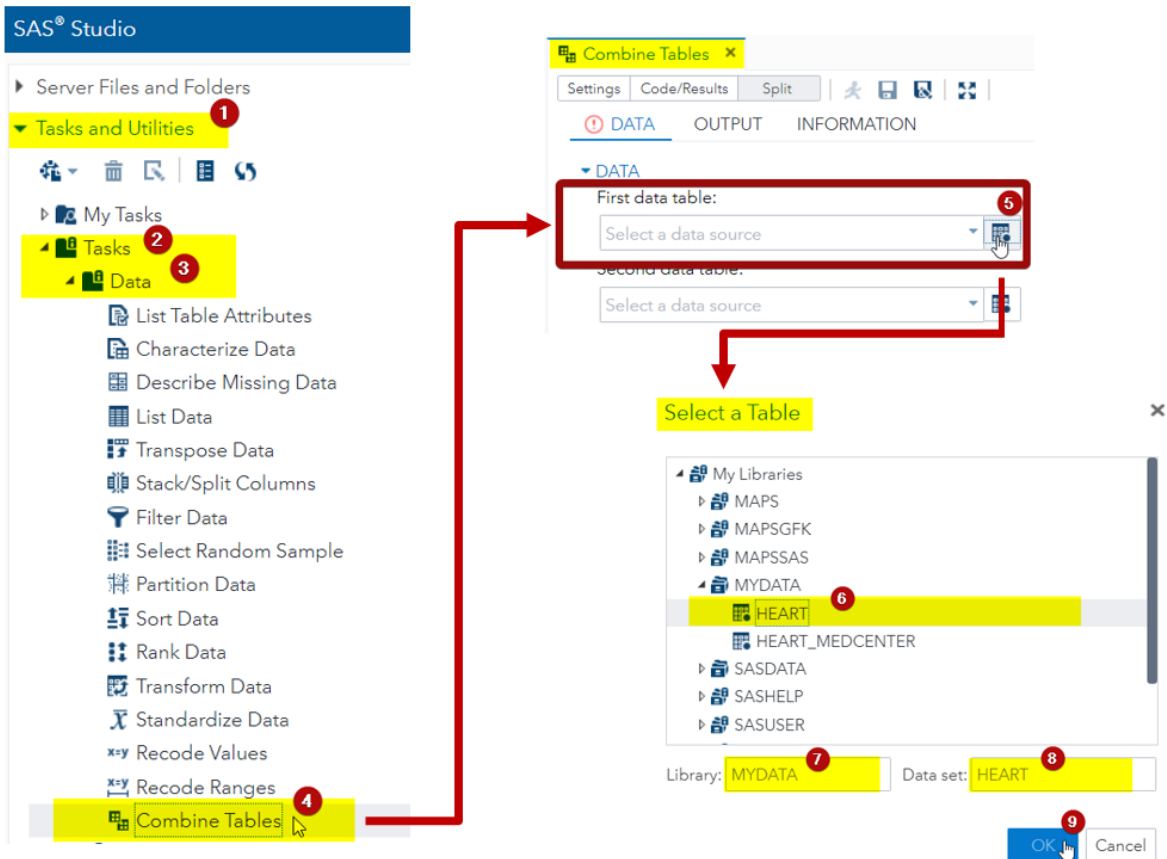 SAS® Studio
Server Files and Folders
1
Tasks and Utilities
My Tasks
Tasks 2
Data 3
List Table Attributes
Characterize Data
Describe Missing Data
List Data
Transpose Data
Stack/Split Columns
Filter Data
Select Random Sample
Partition Data
Sort Data
Rank Data
Transform Data
Standardize Data
Recode Values
Recode Ranges
Combine Tables 4
Combine Tables ×
Settings Code/Results Split
DATA OUTPUT INFORMATION
DATA
First data table:
5
Select a data source
Second data table:
Select a data source
Select a Table ×
My Libraries
MAPS
MAPSGFK
MAPSSAS
MYDATA
6
HEART
HEART_MEDCENTER
SASDATA
SASHELP
SASUSER
Library: MYDATA 7 Data set: HEART 8
9
OK Cancel